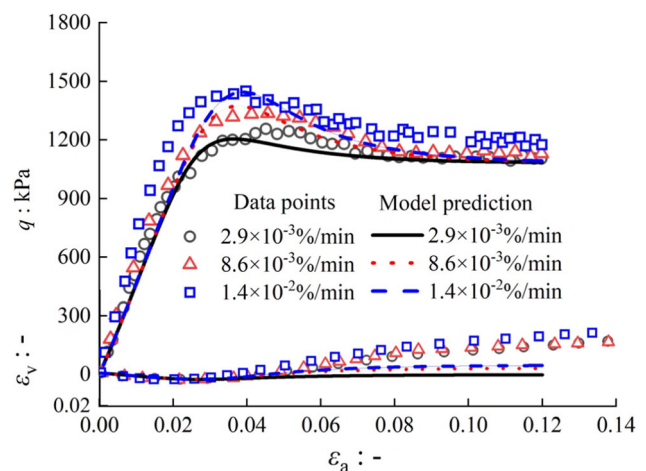 1800
1500
1200
900
600
300
0
0.02
q : kPa
εv : -
Data points Model prediction
2.9×10-3%/min 2.9×10-3%/min
8.6×10-3%/min 8.6×10-3%/min
1.4×10-2%/min 1.4×10-2%/min
0.00 0.02 0.04 0.06 0.08 0.10 0.12 0.14
εa : -